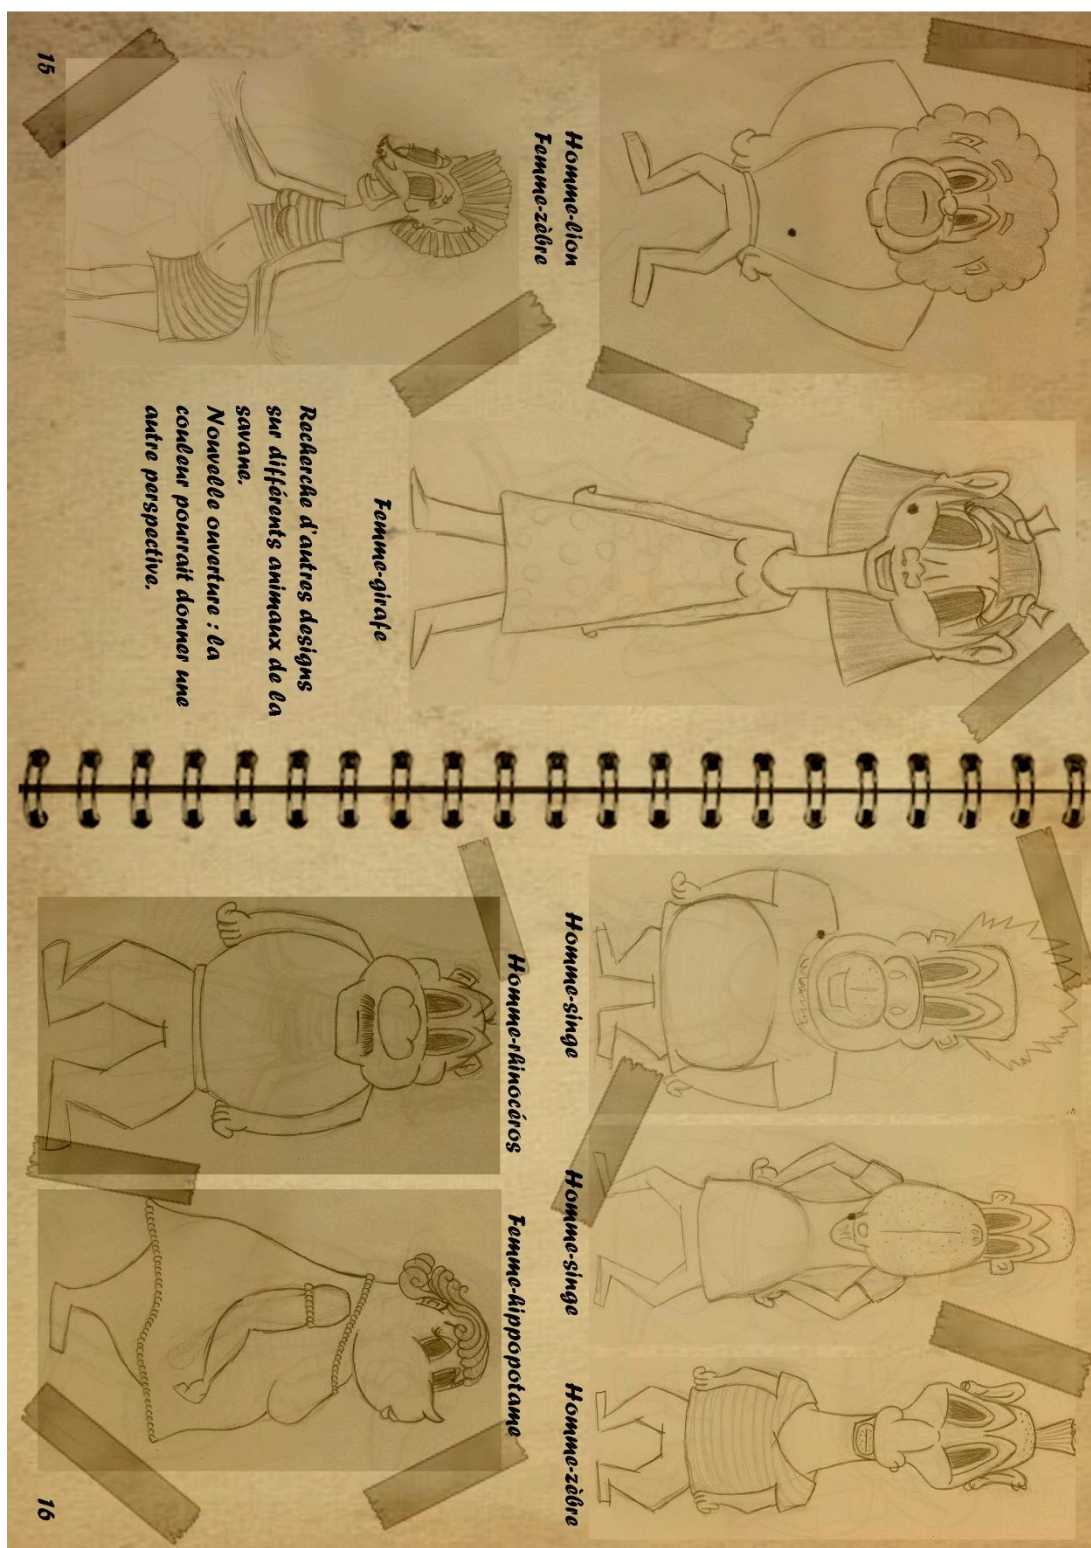 Homme-lion
Femme-zèbre
Femme-girafe
Recherche d'autres designs
sur différents animaux de la
savane.
Nouvelle ouverture : la
couleur pourrait donner une
autre perspective.
15
Homme-singe
Homme-singe
Homme-zèbre
Homme-rhinocéros
Femme-hippopotame
16